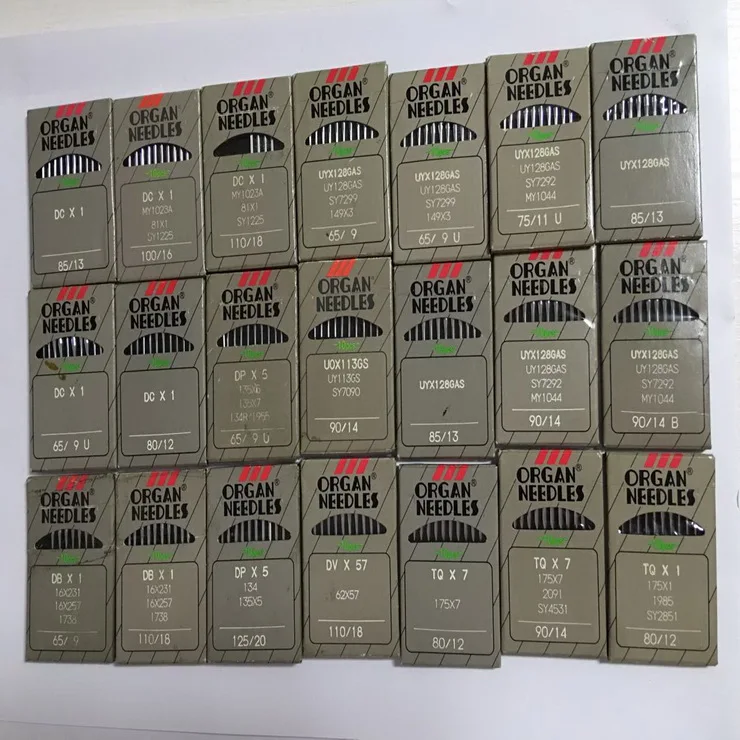 ORGAN®
NEEDLES
DC X 1
85/13
ORGAN
NEEDLES
DC X 1
MY1023A
81X1
SY1225
100/16
ORGAN®
NEEDLES
DC X 1
MY1023A
81X1
SY1225
110/18
ORGAN®
NEEDLES
UYX128GAS
UY128GAS
SY7299
149X3
65/ 9
ORGAN®
NEEDLES
UYX128GAS
UY128GAS
SY7299
149X3
65/ 9 U
ORGAN®
NEEDLES
UYX128GAS
UY128GAS
SY7292
MY1044
75/11 U
ORGAN®
NEEDLES
UYX128GAS
85/13
ORGAN®
NEEDLES
DC X 1
65/ 9 U
ORGAN®
NEEDLES
DC X 1
80/12
ORGAN®
NEEDLES
DP X 5
135X7
65/ 9 U
ORGAN®
NEEDLES
UOX113GS
UY113GS
SY7090
90/14
ORGAN®
NEEDLES
UYX128GAS
85/13
ORGAN®
NEEDLES
UYX128GAS
UY128GAS
SY7292
MY1044
90/14
ORGAN®
NEEDLES
UYX128GAS
UY128GAS
SY7292
MY1044
90/14 B
ORGAN®
NEEDLES
DB X 1
16X231
16X257
1738
65/ 9
ORGAN®
NEEDLES
DB X 1
16X231
16X257
1738
110/18
ORGAN®
NEEDLES
DP X 5
134
135X5
125/20
ORGAN®
NEEDLES
DV X 57
62X57
110/18
ORGAN®
NEEDLES
TQ X 7
175X7
80/12
ORGAN®
NEEDLES
TQ X 7
175X7
2091
SY4531
90/14
ORGAN®
NEEDLES
TQ X 1
175X1
1985
SY2851
80/12